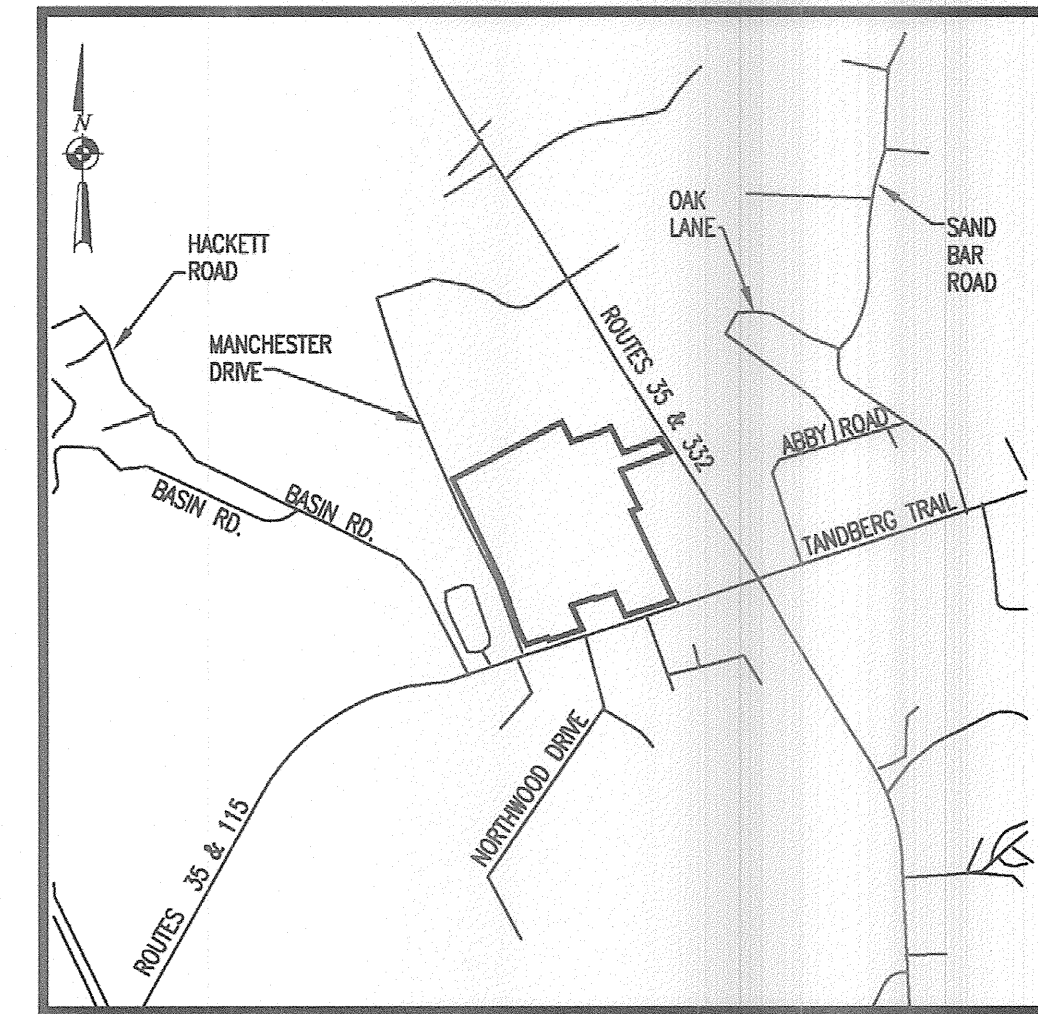 N
HACKETT
ROAD
MANCHESTER
DRIVE
OAK
LANE
SAND
BAR
ROAD
ROUTES 35 & 332
ABBY ROAD
TANDBERG TRAIL
BASIN RD.
BASIN RD.
NORTHWOOD DRIVE
ROUTES 35 & 115